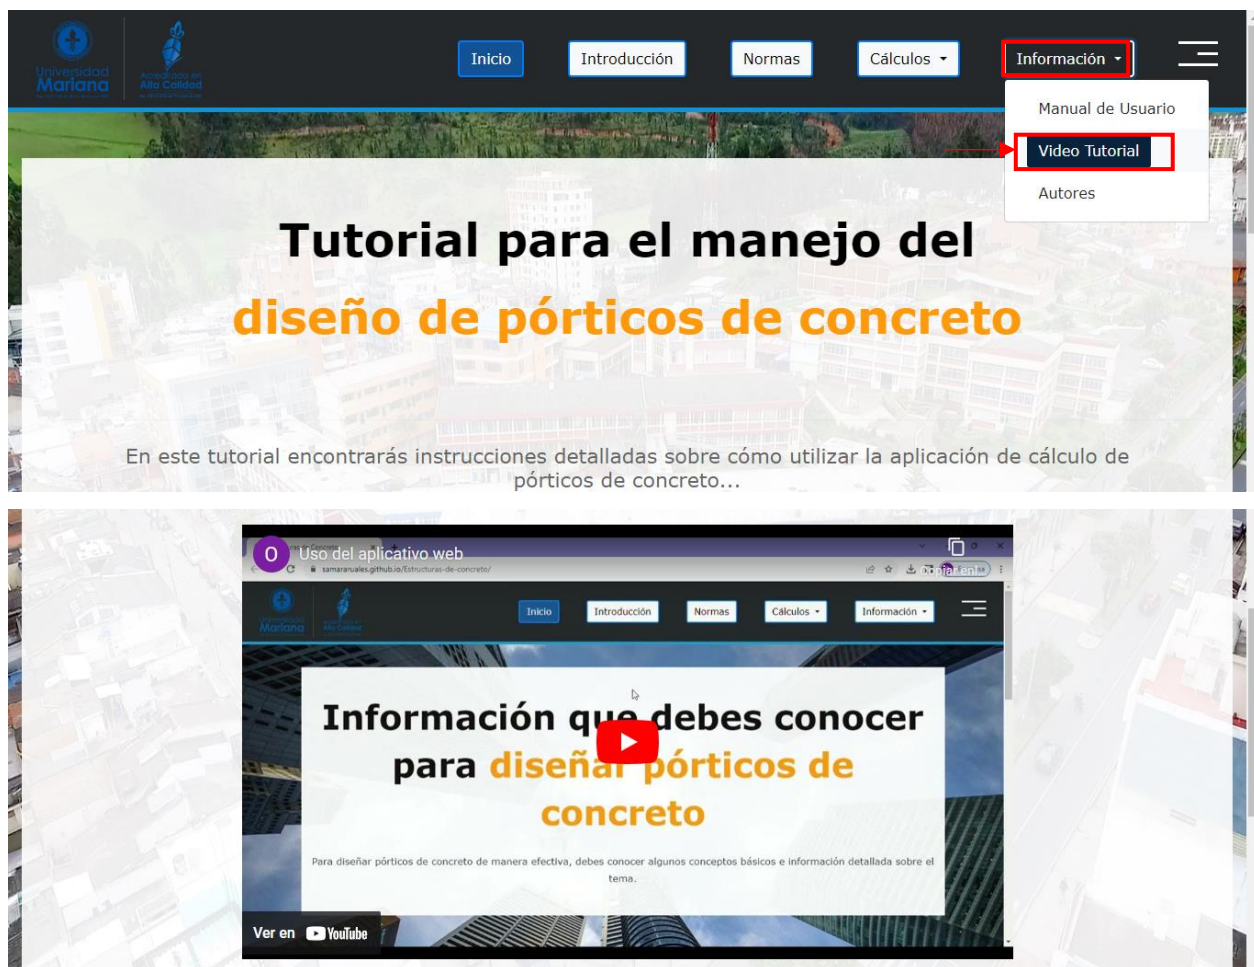 Universidad
Mariana
Acreditada en
Alta Calidad
Inicio
Introducción
Normas
Cálculos
Información
Manual de Usuario
Video Tutorial
Autores
Tutorial para el manejo del
diseño de pórticos de concreto
En este tutorial encontrarás instrucciones detalladas sobre cómo utilizar la aplicación de cálculo de
pórticos de concreto...
O
Uso del aplicativo web
samararuales.github.io/Estructuras-de-concreto/
Mariana
Inicio
Introducción
Normas
Cálculos
Información
Información que debes conocer
para diseñar pórticos de
concreto
Para diseñar pórticos de concreto de manera efectiva, debes conocer algunos conceptos básicos e información detallada sobre el
tema.
Ver en YouTube